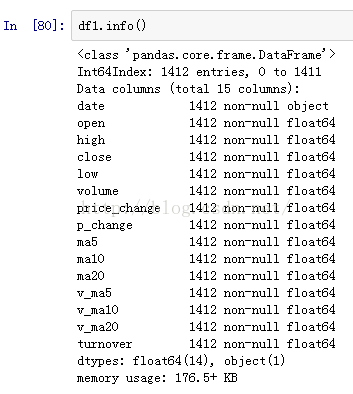 In [80]: df1.info()
<class 'pandas.core.frame.DataFrame'>
Int64Index: 1412 entries, 0 to 1411
Data columns (total 15 columns):
date 1412 non-null object
open 1412 non-null float64
high 1412 non-null float64
close 1412 non-null float64
low 1412 non-null float64
volume 1412 non-null float64
price_change 1412 non-null float64
p_change 1412 non-null float64
ma5 1412 non-null float64
ma10 1412 non-null float64
ma20 1412 non-null float64
v_ma5 1412 non-null float64
v_ma10 1412 non-null float64
v_ma20 1412 non-null float64
turnover 1412 non-null float64
dtypes: float64(14), object(1)
memory usage: 176.5+ KB